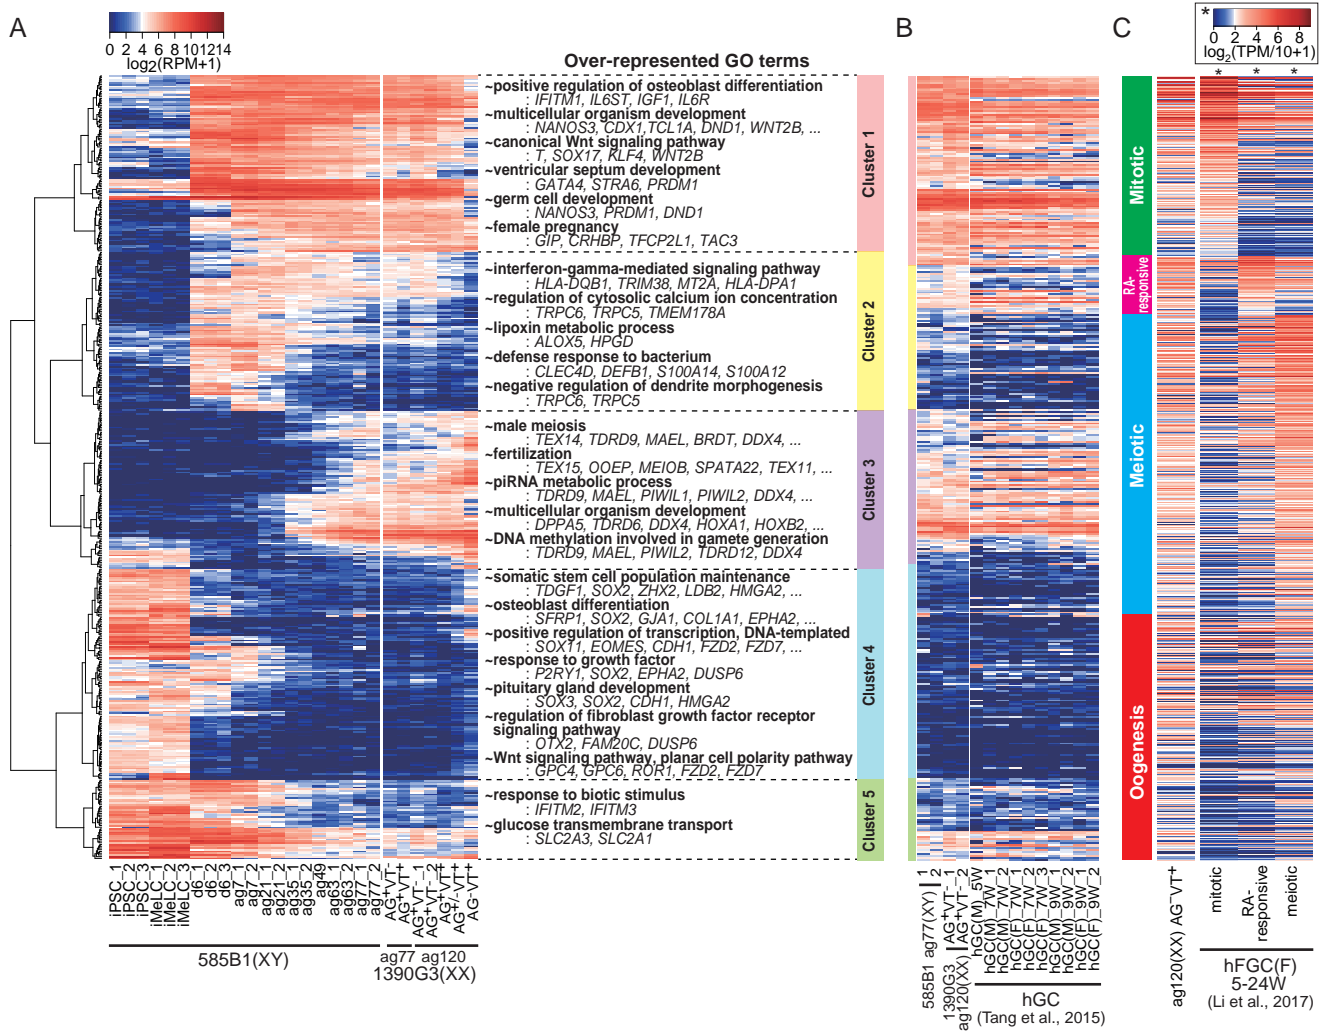 A
0 2 4 6 8 10 1214
log2(RPM+1)
Over-represented GO terms
~positive regulation of osteoblast differentiation
: IFITM1, IL6ST, IGF1, IL6R
~multicellular organism development
: NANOS3, CDX1,TCL1A, DND1, WNT2B, ...
~canonical Wnt signaling pathway
: T, SOX17, KLF4, WNT2B
~ventricular septum development
: GATA4, STRA6, PRDM1
~germ cell development
: NANOS3, PRDM1, DND1
~female pregnancy
: GIP, CRHBP, TFCP2L1, TAC3
~interferon-gamma-mediated signaling pathway
: HLA-DQB1, TRIM38, MT2A, HLA-DPA1
~regulation of cytosolic calcium ion concentration
: TRPC6, TRPC5, TMEM178A
~lipoxin metabolic process
: ALOX5, HPGD
~defense response to bacterium
: CLEC4D, DEFB1, S100A14, S100A12
~negative regulation of dendrite morphogenesis
: TRPC6, TRPC5
~male meiosis
: TEX14, TDRD9, MAEL, BRDT, DDX4, ...
~fertilization
: TEX15, OOEP, MEIOB, SPATA22, TEX11, ...
~piRNA metabolic process
: TDRD9, MAEL, PIWIL1, PIWIL2, DDX4, ...
~multicellular organism development
: DPPA5, TDRD6, DDX4, HOXA1, HOXB2, ...
~DNA methylation involved in gamete generation
: TDRD9, MAEL, PIWIL2, TDRD12, DDX4
~somatic stem cell population maintenance
: TDGF1, SOX2, ZHX2, LDB2, HMGA2, ...
~osteoblast differentiation
: SFRP1, SOX2, GJA1, COL1A1, EPHA2, ...
~positive regulation of transcription, DNA-templated
: SOX11, EOMES, CDH1, FZD2, FZD7, ...
~response to growth factor
: P2RY1, SOX2, EPHA2, DUSP6
~pituitary gland development
: SOX3, SOX2, CDH1, HMGA2
~regulation of fibroblast growth factor receptor
signaling pathway
: OTX2, FAM20C, DUSP6
~Wnt signaling pathway, planar cell polarity pathway
: GPC4, GPC6, ROR1, FZD2, FZD7
~response to biotic stimulus
: IFITM2, IFITM3
~glucose transmembrane transport
: SLC2A3, SLC2A1
Cluster 1
Cluster 2
Cluster 3
Cluster 4
Cluster 5
iPSC_1
iPSC_2
iPSC_3
iMeLC_1
iMeLC_2
iMeLC_3
d6_1
d6_2
d6_3
ag7_1
ag7_2
ag21_1
ag21_2
ag35_1
ag35_2
ag49
ag63_1
ag63_2
ag77_1
ag77_2
AG+VT-
AG+VT+
AG+VT-_1
AG+VT-_2
AG+VT+
AG+/-VT+
AG-VT+
585B1(XY)
ag77 ag120
1390G3(XX)
B
585B1 ag77(XY) 1
2
1390G3 ag120(XX) AG+VT-_1
AG+VT-_2
hGC(M)_5W
hGC(M)_7W_1
hGC(M)_7W_2
hGC(F)_7W_1
hGC(F)_7W_2
hGC(F)_7W_3
hGC(M)_9W_1
hGC(M)_9W_2
hGC(F)_9W_1
hGC(F)_9W_2
hGC
(Tang et al., 2015)
C
*
0 2 4 6 8
log2(TPM/10+1)
* * *
Mitotic
RA-
responsive
Meiotic
Oogenesis
ag120(XX) AG-VT+
mitotic
RA-
responsive
meiotic
hFGC(F)
5-24W
(Li et al., 2017)